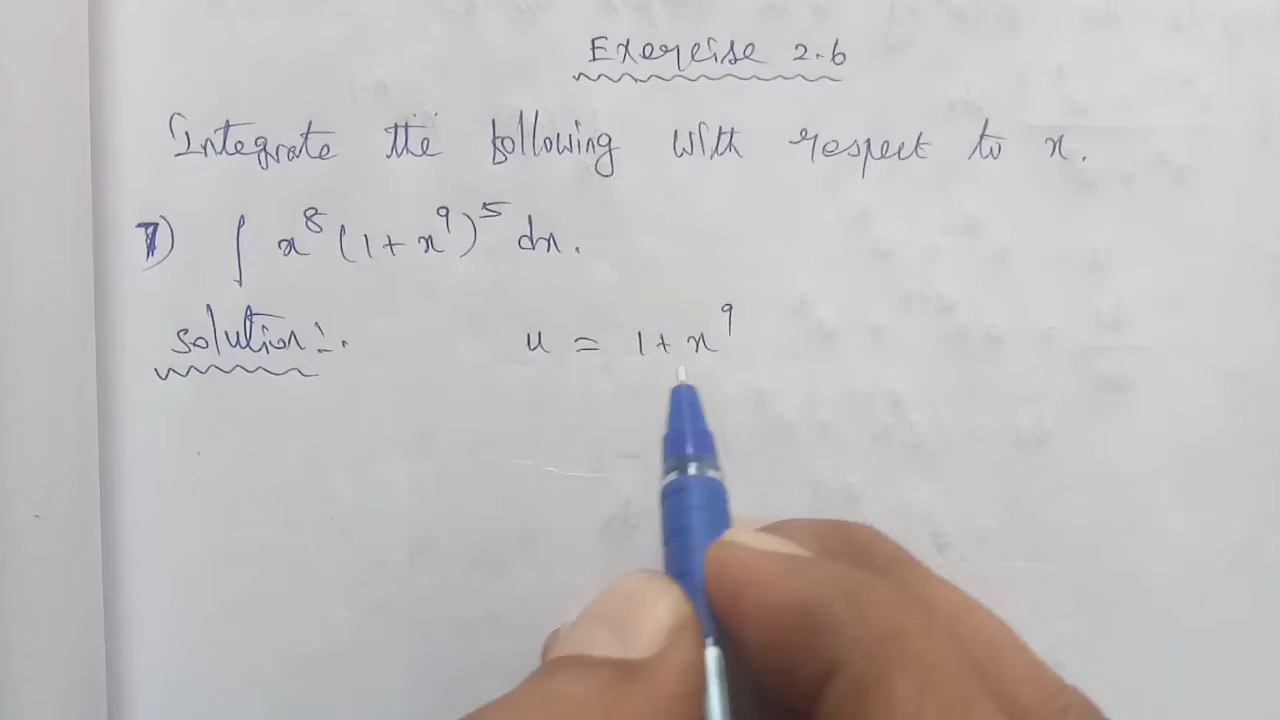 Exercise 2.6
Integrate the following with respect to x.
7) ∫ x⁸ (1+x⁹)⁵ dx.
solution:-
u = 1+x⁹